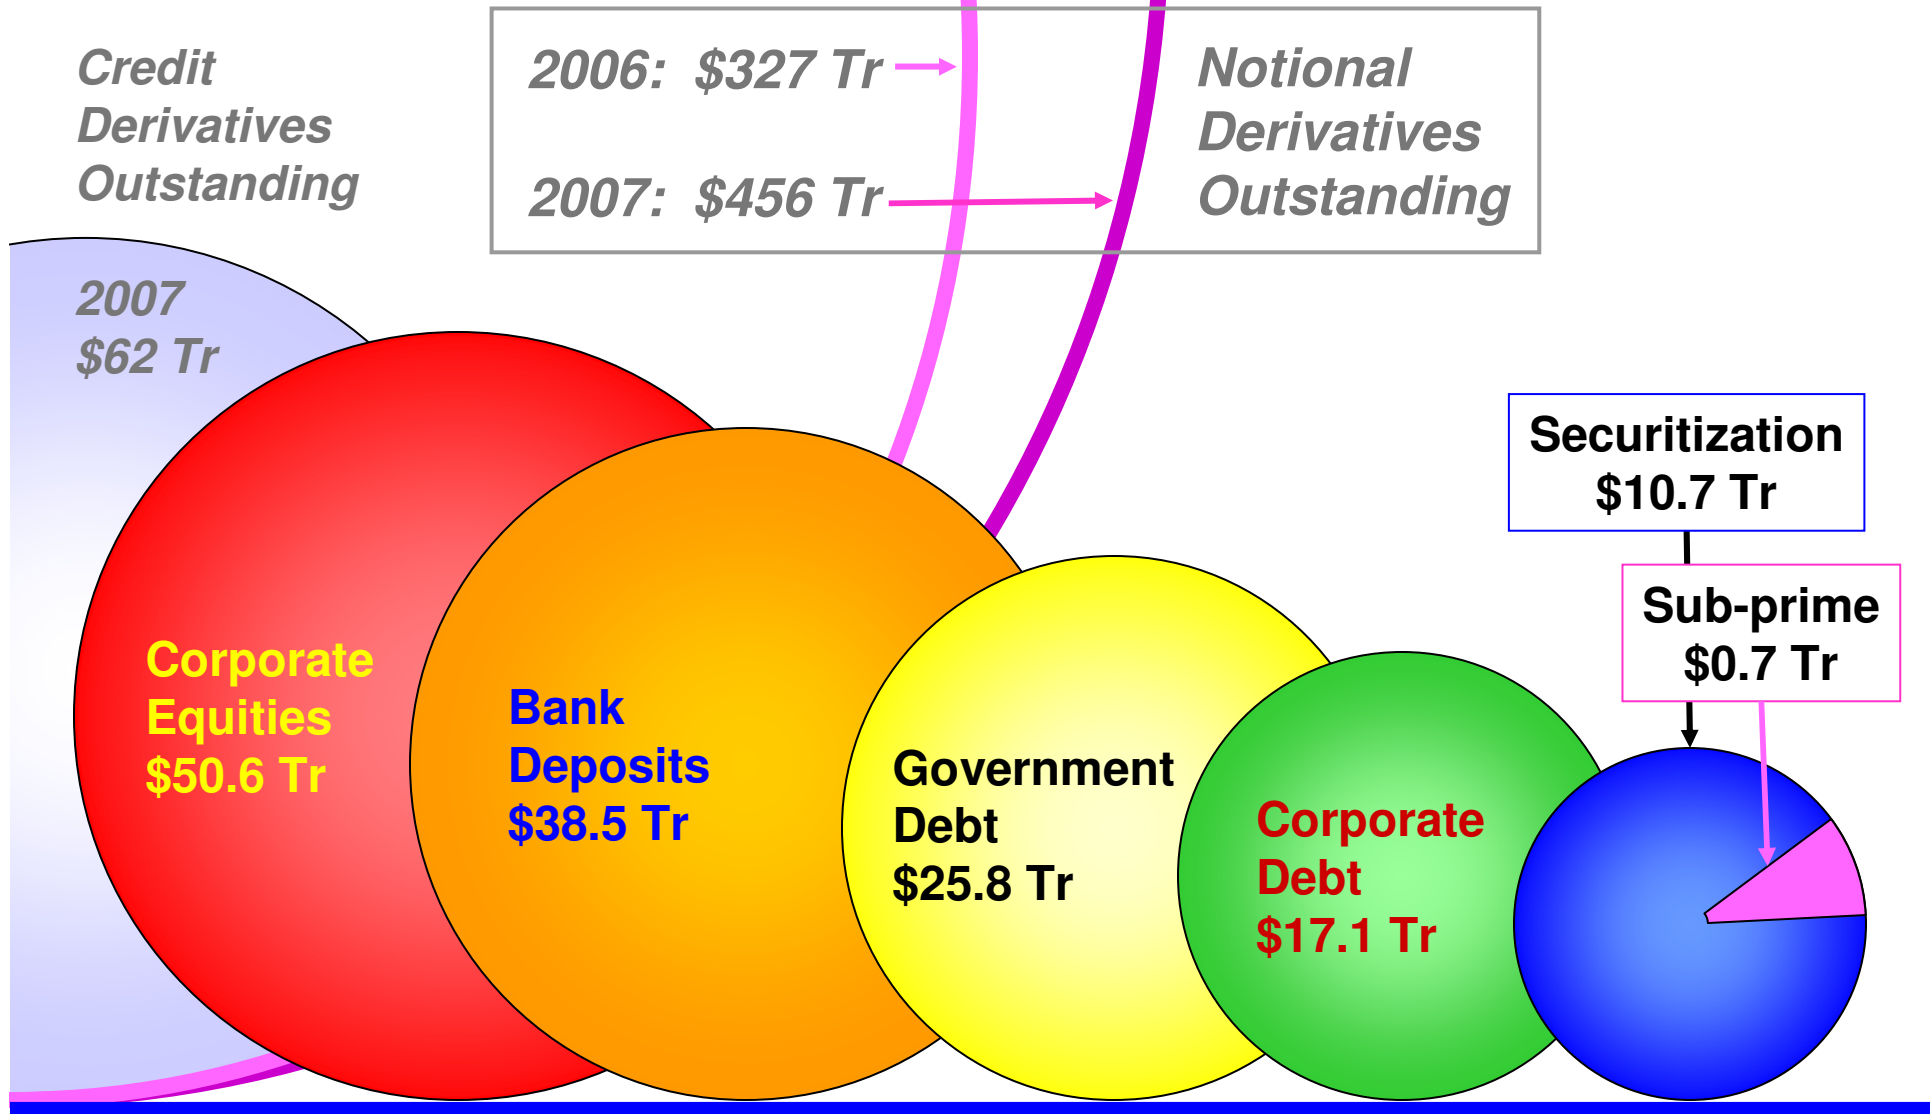 Credit
Derivatives
Outstanding
2006: $327 Tr
2007: $456 Tr
Notional
Derivatives
Outstanding
2007
$62 Tr
Corporate
Equities
$50.6 Tr
Bank
Deposits
$38.5 Tr
Government
Debt
$25.8 Tr
Corporate
Debt
$17.1 Tr
Securitization
$10.7 Tr
Sub-prime
$0.7 Tr